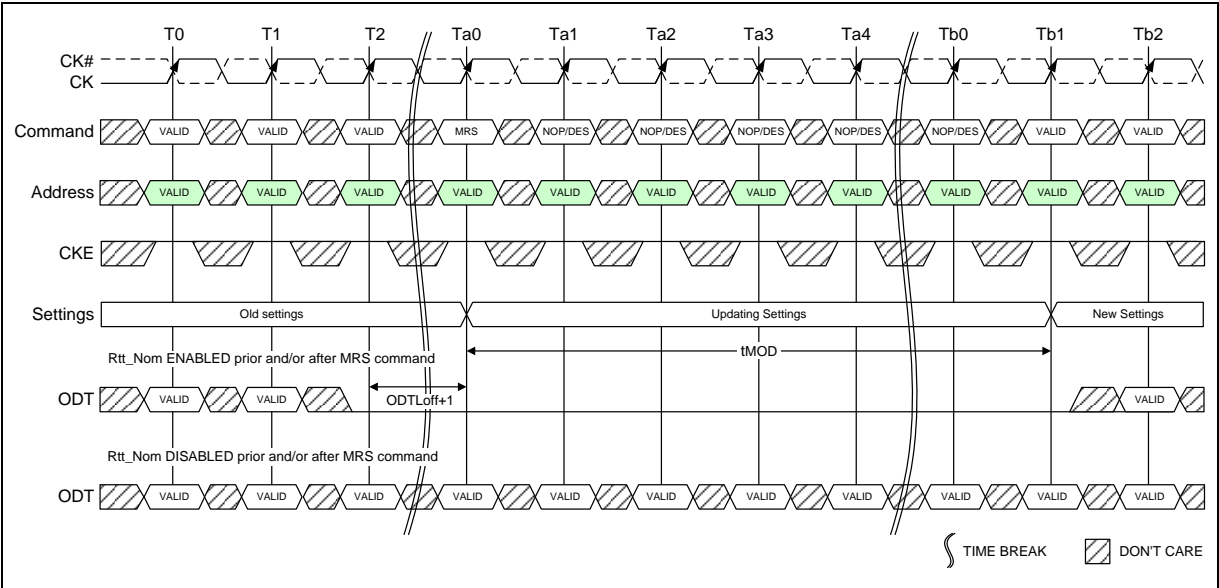 T0 T1 T2 Ta0 Ta1 Ta2 Ta3 Ta4 Tb0 Tb1 Tb2
CK#
CK
Command VALID VALID VALID MRS NOP/DES NOP/DES NOP/DES NOP/DES NOP/DES VALID VALID
Address VALID VALID VALID VALID VALID VALID VALID VALID VALID VALID VALID
CKE
Settings Old settings Updating Settings New Settings
Rtt_Nom ENABLED prior and/or after MRS command
tMOD
ODTLoff+1
ODT VALID VALID VALID
Rtt_Nom DISABLED prior and/or after MRS command
ODT VALID VALID VALID VALID VALID VALID VALID VALID VALID VALID VALID
TIME BREAK DON'T CARE